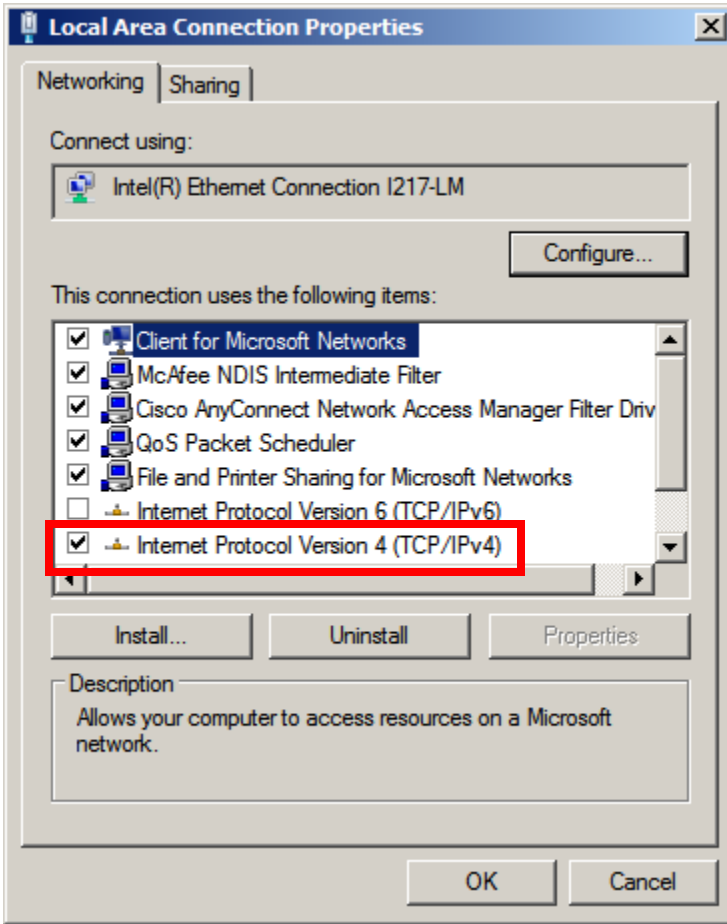 Local Area Connection Properties
Networking
Sharing
Connect using:
Intel(R) Ethernet Connection I217-LM
Configure...
This connection uses the following items:
Client for Microsoft Networks
McAfee NDIS Intermediate Filter
Cisco AnyConnect Network Access Manager Filter Driv
QoS Packet Scheduler
File and Printer Sharing for Microsoft Networks
Internet Protocol Version 6 (TCP/IPv6)
Internet Protocol Version 4 (TCP/IPv4)
Install...
Uninstall
Properties
Description
Allows your computer to access resources on a Microsoft
network.
OK
Cancel